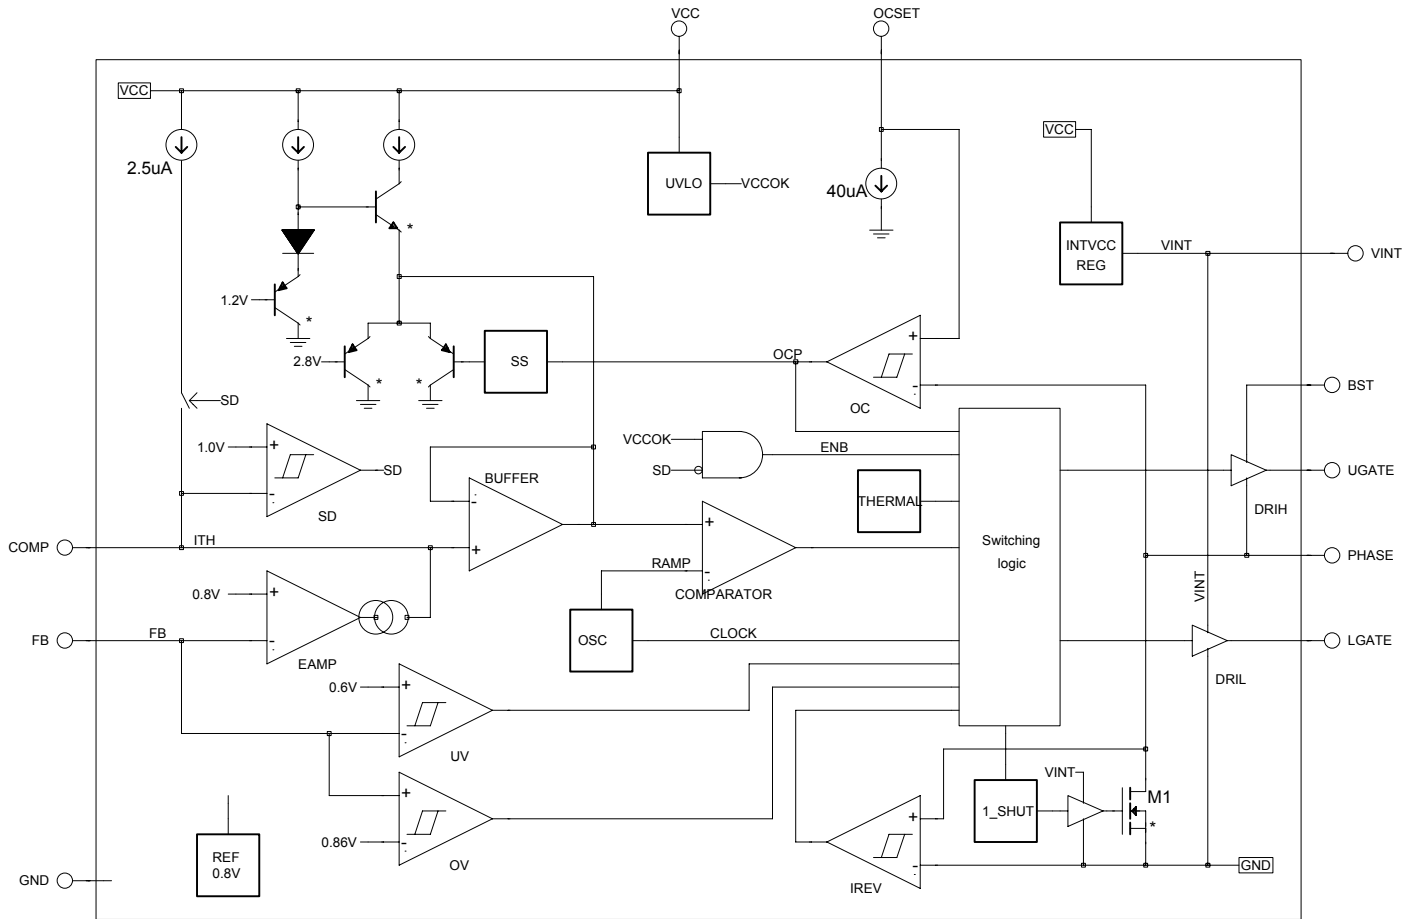 VCC
OCSET
VCC
VCC
2.5uA
UVLO
VCCOK
40uA
INTVCC
REG
VINT
VINT
*
1.2V
*
2.8V
*
*
SS
OCP
+
-
OC
BST
SD
1.0V
+
-
SD
SD
VCCOK
SD
ENB
BUFFER
-
+
THERMAL
UGATE
DRIH
COMP
ITH
+
-
RAMP
COMPARATOR
Switching
logic
PHASE
VINT
0.8V
+
-
EAMP
FB
FB
OSC
CLOCK
LGATE
DRIL
0.6V
+
-
UV
+
0.86V
-
OV
VINT
1_SHUT
M1
*
+
-
IREV
GND
REF
0.8V
GND